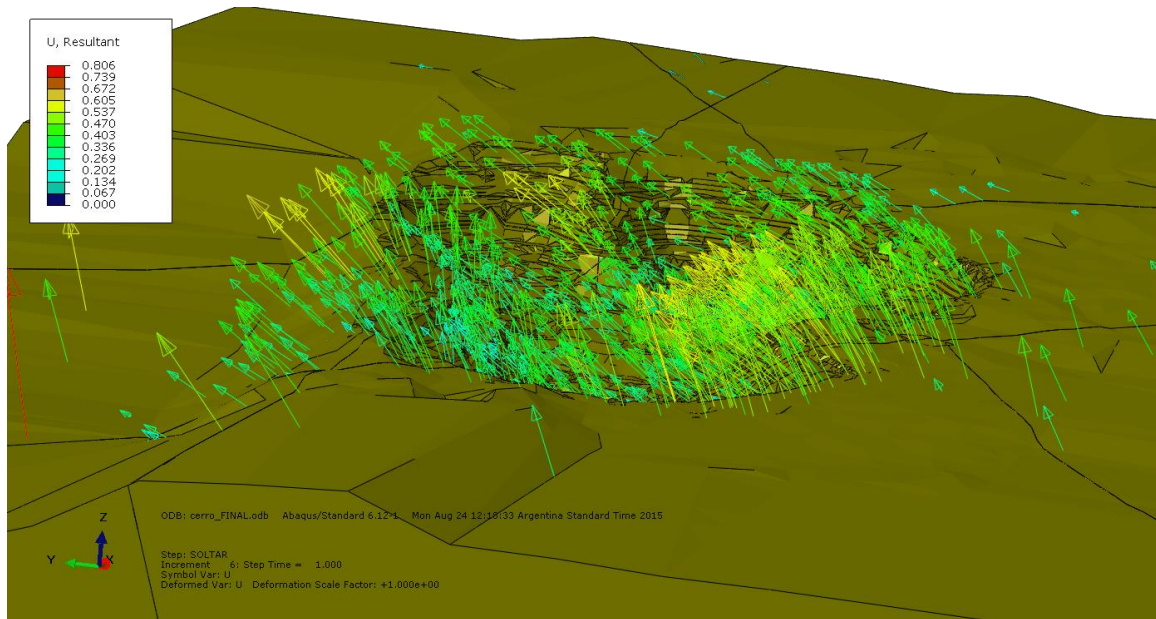 U, Resultant
0.806
0.739
0.672
0.605
0.537
0.470
0.403
0.336
0.269
0.202
0.134
0.067
0.000
ODB: cerro_FINAL.odb Abaqus/Standard 6.12-1 Mon Aug 24 12:18:33 Argentina Standard Time 2015
Z
Y
X
Step: SOLTAR
Increment 6: Step Time = 1.000
Symbol Var: U
Deformed Var: U Deformation Scale Factor: +1.000e+00